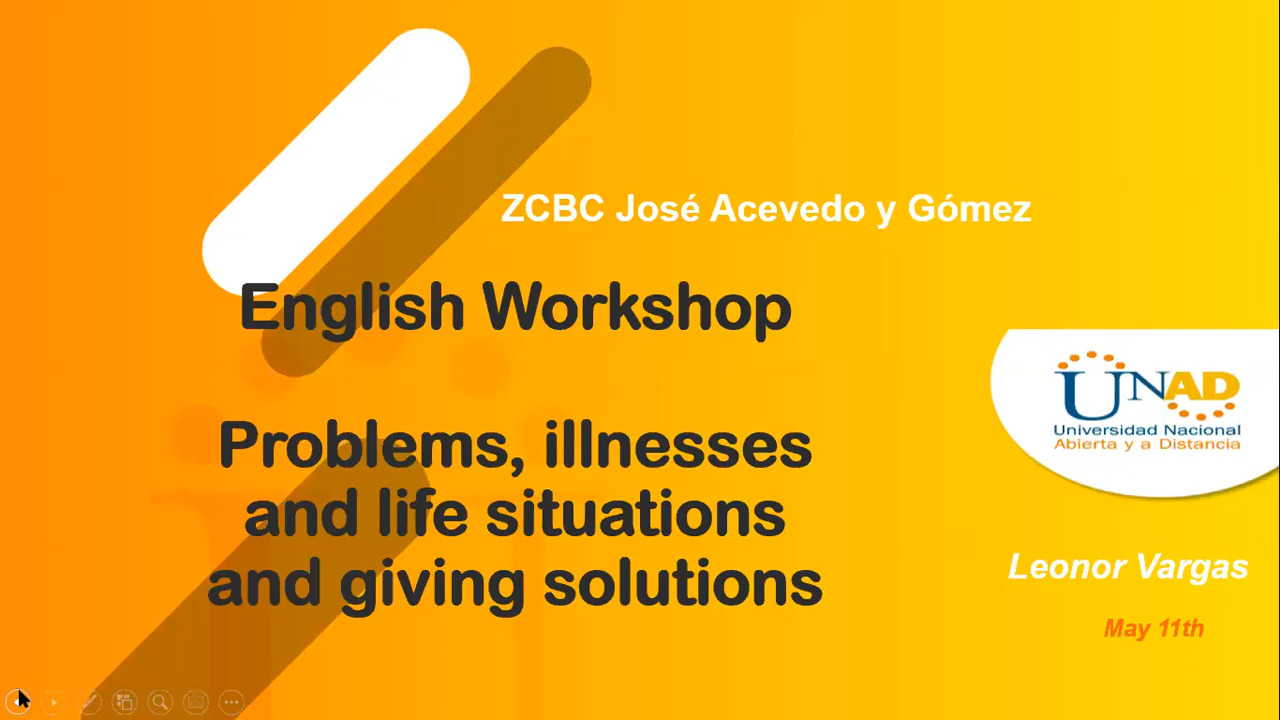 ZCBC José Acevedo y Gómez
English Workshop
Problems, illnesses
and life situations
and giving solutions
UNAD
Universidad Nacional
Abierta y a Distancia
Leonor Vargas
May 11th